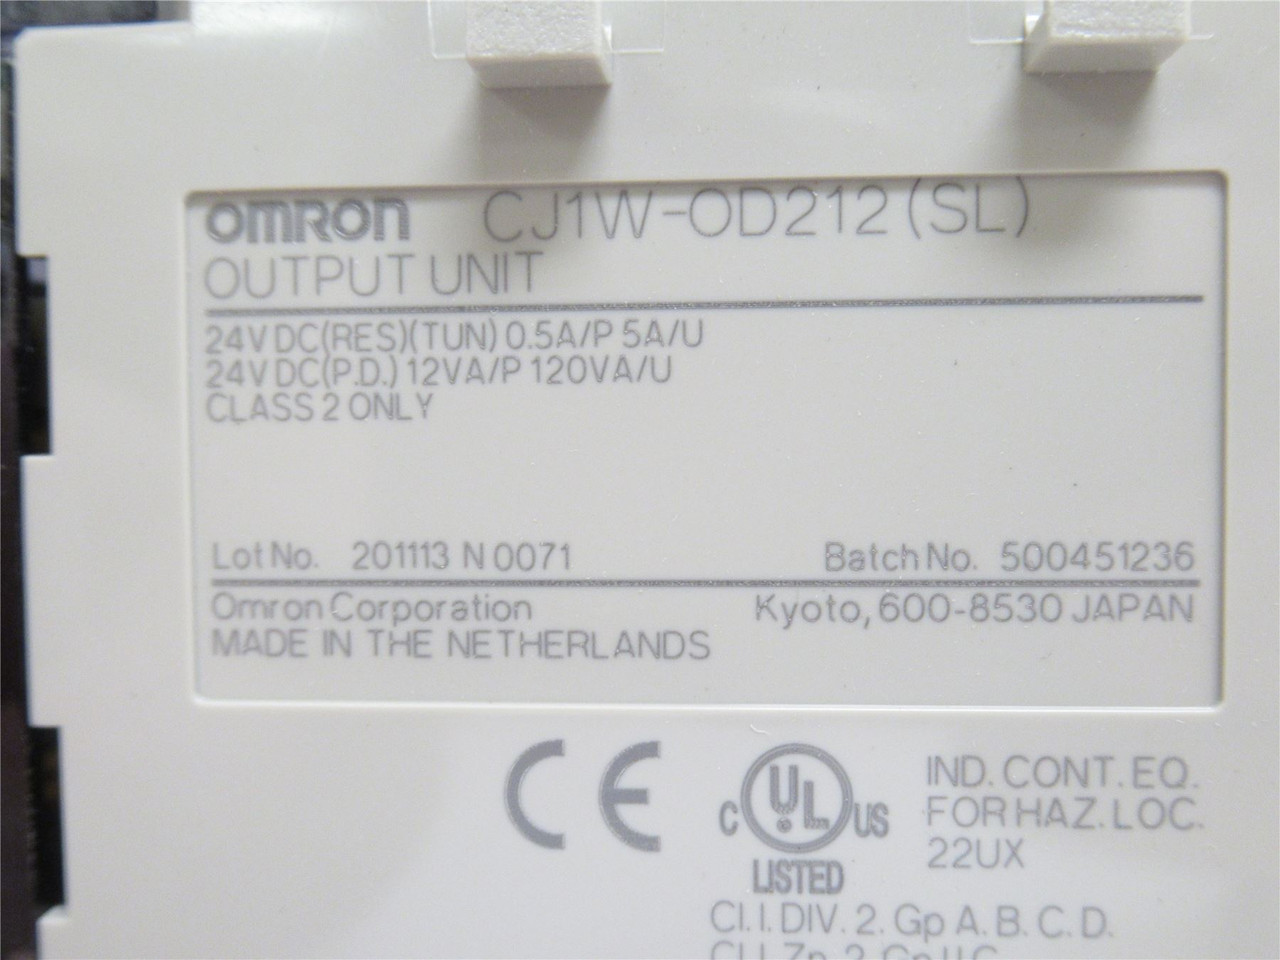 OMRON CJ1W-OD212 (SL)
OUTPUT UNIT
24V DC(RES)(TUN) 0.5A/P 5A/U
24V DC(P.D.) 12VA/P 120VA/U
CLASS 2 ONLY
Lot No. 201113 N 0071 Batch No. 500451236
Omron Corporation Kyoto, 600-8530 JAPAN
MADE IN THE NETHERLANDS
CE
C UL US
LISTED
IND. CONT. EQ.
FOR HAZ. LOC.
22UX
Cl. I. DIV. 2. Gp A. B. C. D.